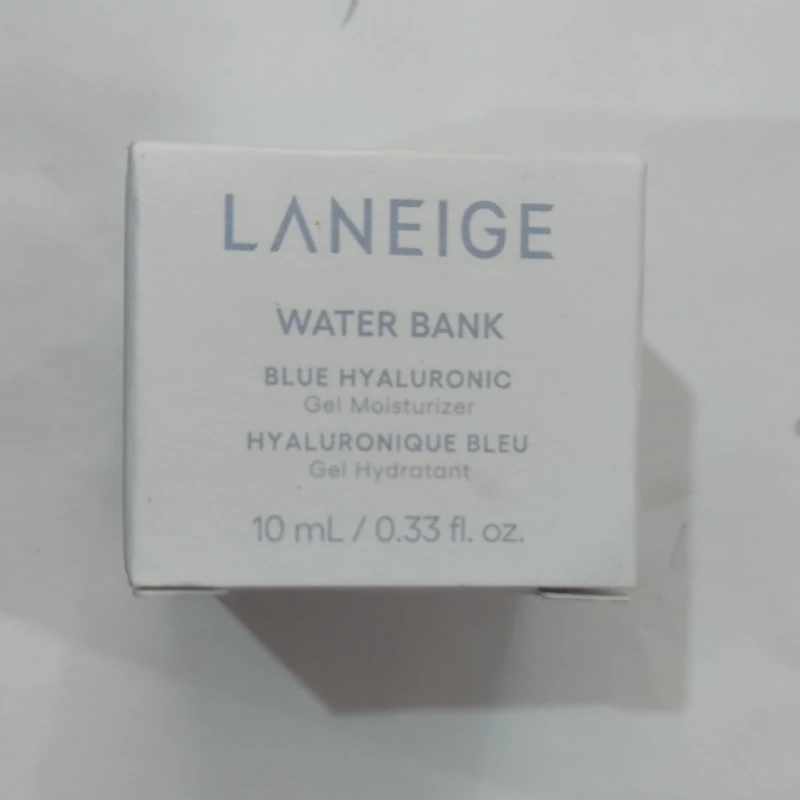 LANEIGE
WATER BANK
BLUE HYALURONIC
Gel Moisturizer
HYALURONIQUE BLEU
Gel Hydratant
10 mL / 0.33 fl. oz.